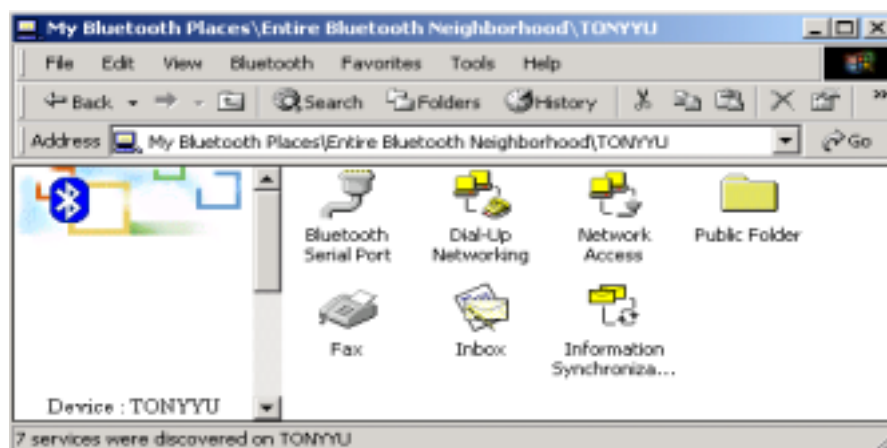 My Bluetooth Places\Entire Bluetooth Neighborhood\TONYYU
File Edit View Bluetooth Favorites Tools Help
Back Search Folders History »
Address My Bluetooth Places\Entire Bluetooth Neighborhood\TONYYU Go
Bluetooth Serial Port
Dial-Up Networking
Network Access
Public Folder
Fax
Inbox
Information Synchroniza...
Device : TONYYU
7 services were discovered on TONYYU